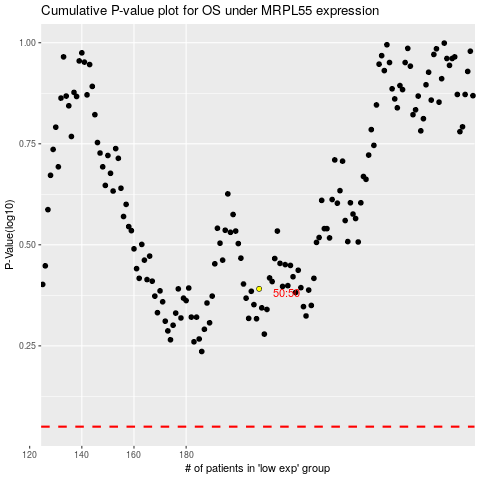 Cumulative P-value plot for OS under MRPL55 expression
P-Value(log10)
1.00
0.75
0.50
0.25
50:50
120 140 160 180
# of patients in 'low exp' group